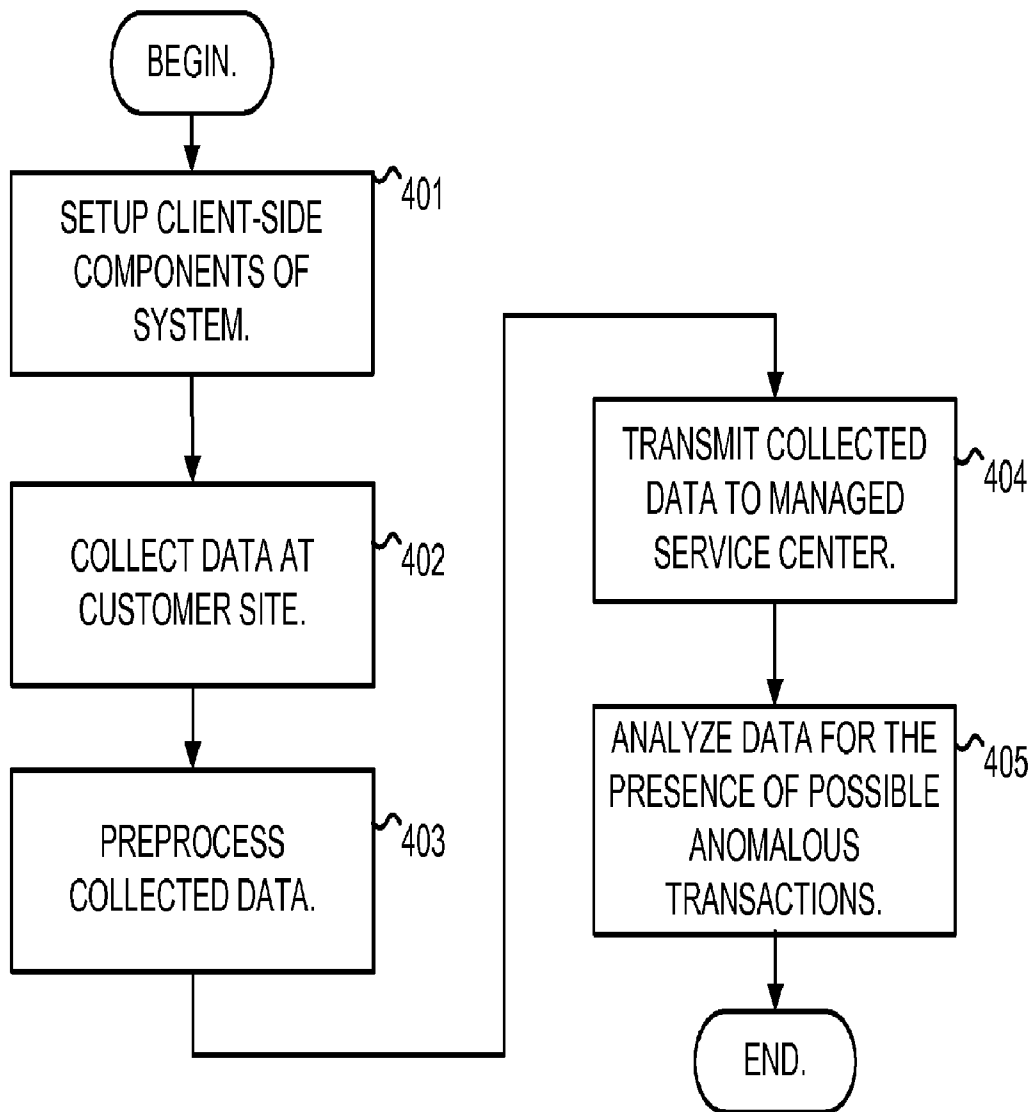 BEGIN.
401
SETUP CLIENT-SIDE
COMPONENTS OF
SYSTEM.
402
COLLECT DATA AT
CUSTOMER SITE.
403
PREPROCESS
COLLECTED DATA.
404
TRANSMIT COLLECTED
DATA TO MANAGED
SERVICE CENTER.
405
ANALYZE DATA FOR THE
PRESENCE OF POSSIBLE
ANOMALOUS
TRANSACTIONS.
END.